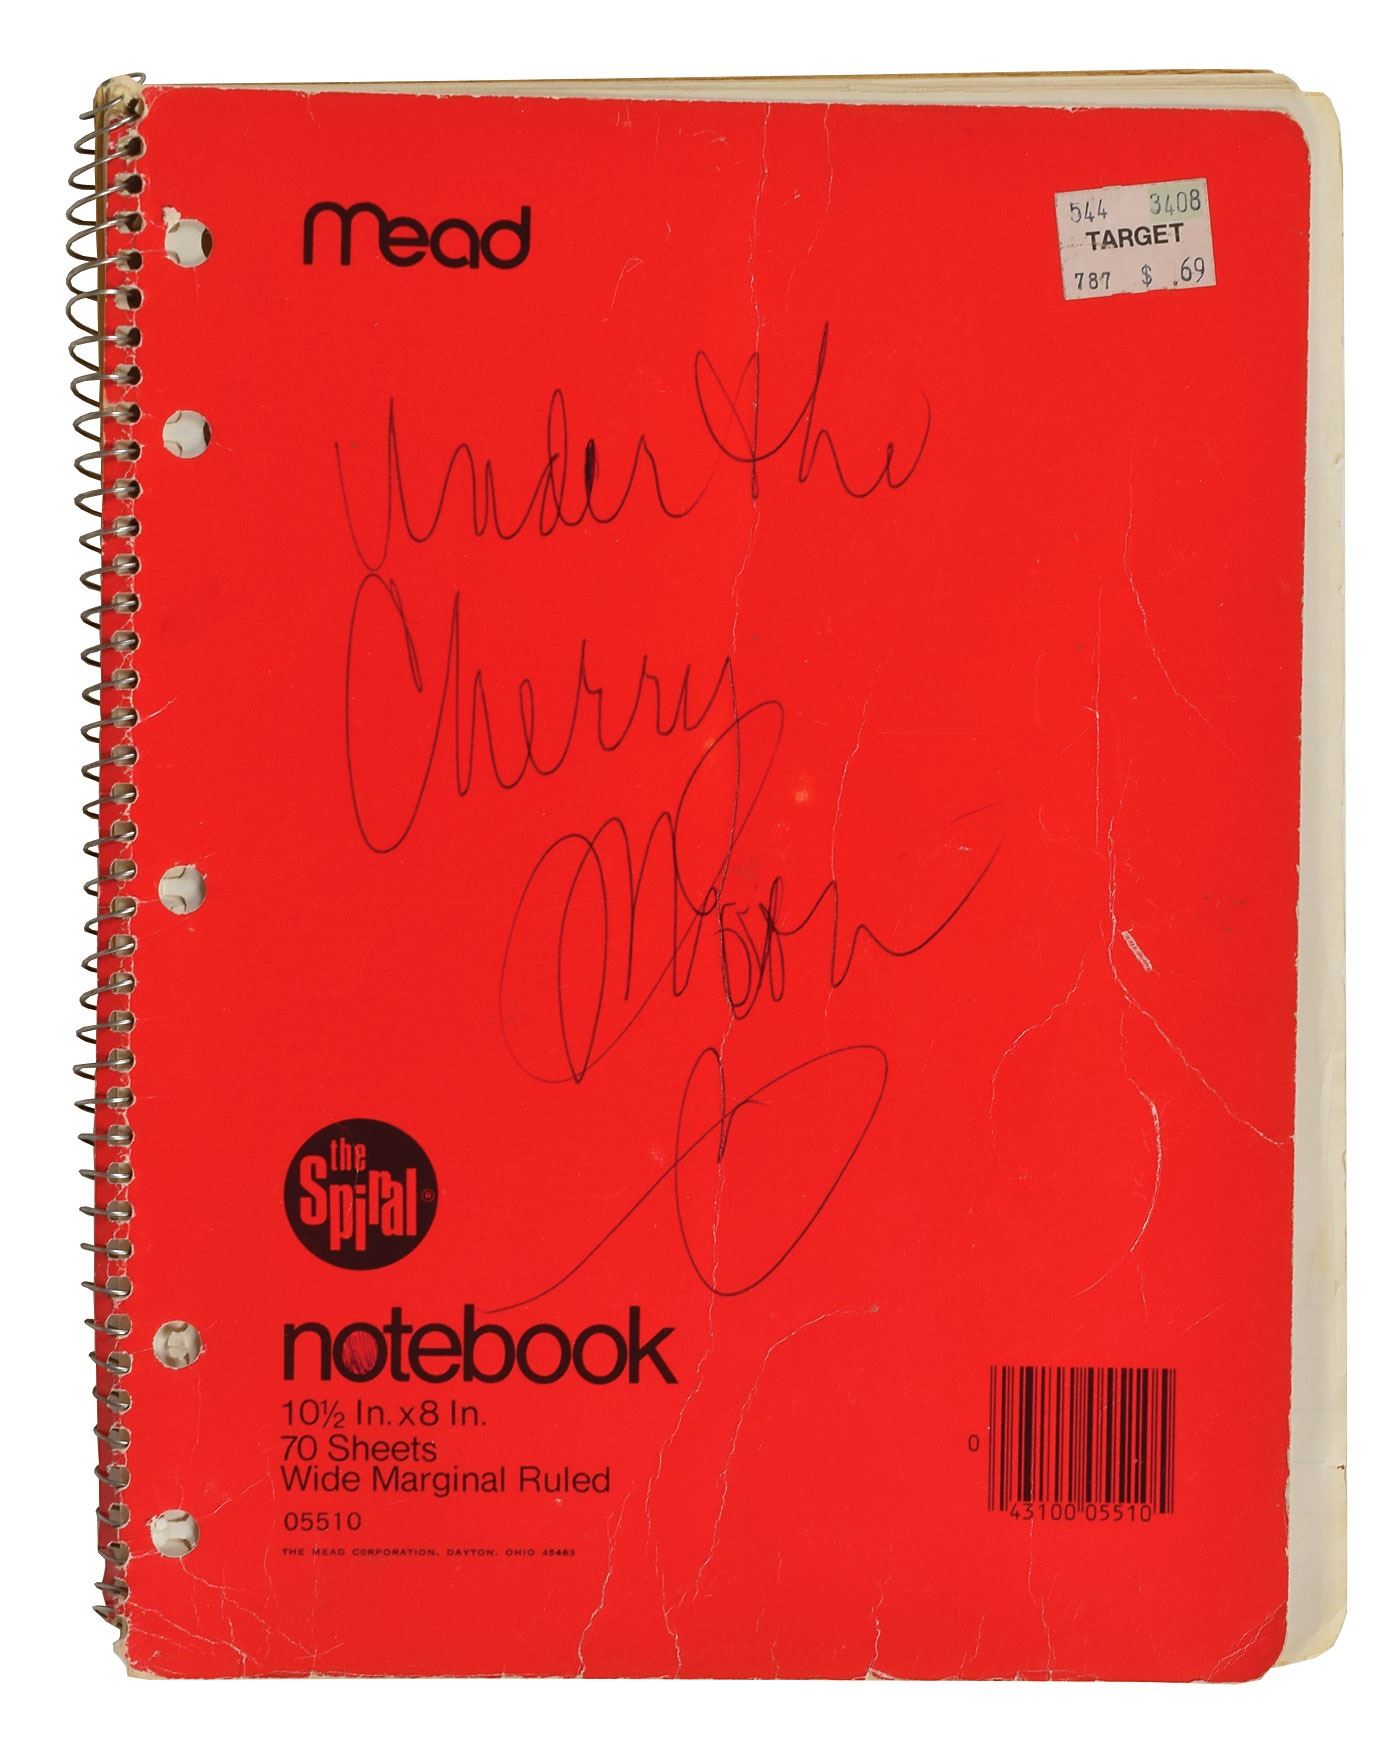 mead
544 3408
TARGET
787 $ .69
Under the
Cherry
Moon
the
Spiral®
notebook
10½ In. x 8 In.
70 Sheets
Wide Marginal Ruled
05510
THE MEAD CORPORATION, DAYTON, OHIO 45463
0 43100 05510